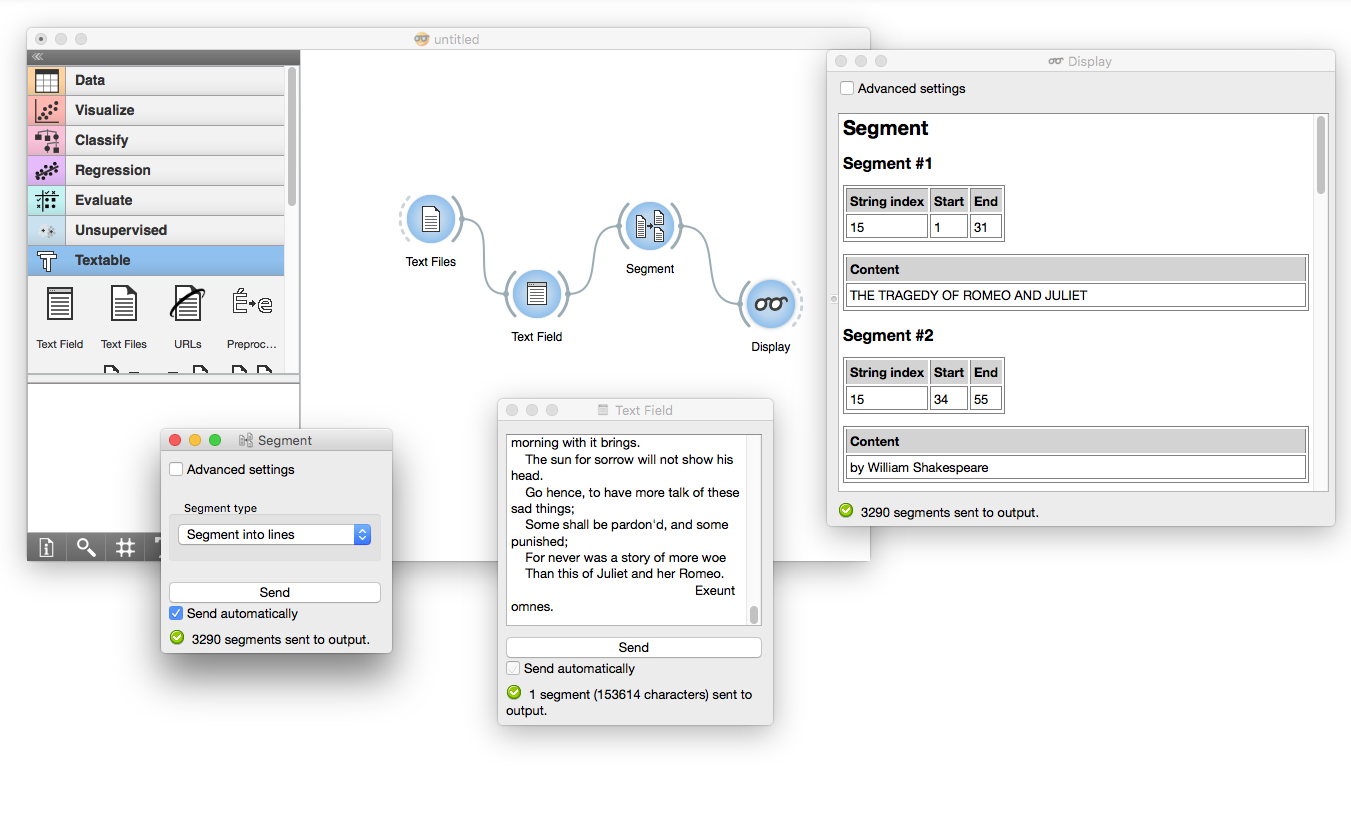 untitled
Data
Visualize
Classify
Regression
Evaluate
Unsupervised
Textable
Text Field
Text Files
URLs
Preproc...
Text Files
Text Field
Segment
Display
Segment
Advanced settings
Segment type
Segment into lines
Send
Send automatically
3290 segments sent to output.
Text Field
morning with it brings.
The sun for sorrow will not show his
head.
Go hence, to have more talk of these
sad things;
Some shall be pardon'd, and some
punished;
For never was a story of more woe
Than this of Juliet and her Romeo.
Exeunt
omnes.
Send
Send automatically
1 segment (153614 characters) sent to
output.
Display
Advanced settings
Segment
Segment #1
String index Start End
15 1 31
Content
THE TRAGEDY OF ROMEO AND JULIET
Segment #2
String index Start End
15 34 55
Content
by William Shakespeare
3290 segments sent to output.